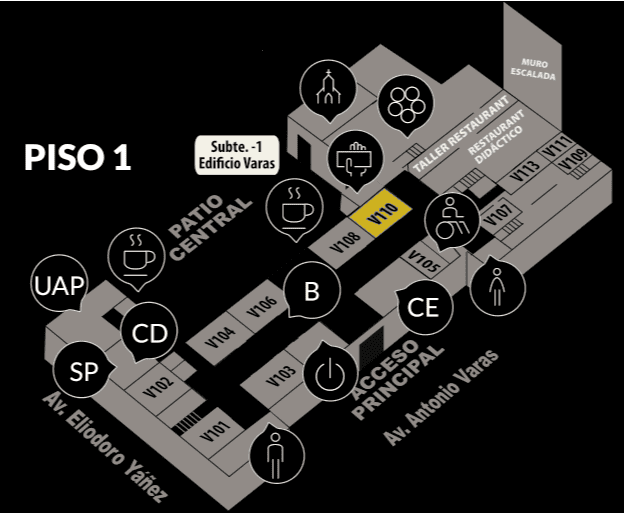 MURO
ESCALADA
PISO 1
Subte. -1
Edificio Varas
TALLER RESTAURANT
RESTAURANT
DIDÁCTICO
V111
V109
V113
V110
V107
PATIO
CENTRAL
V108
V105
UAP
B
V106
CE
CD
V104
SP
V103
V102
ACCESO
PRINCIPAL
V101
Av. Antonio Varas
Av. Eliodoro Yáñez